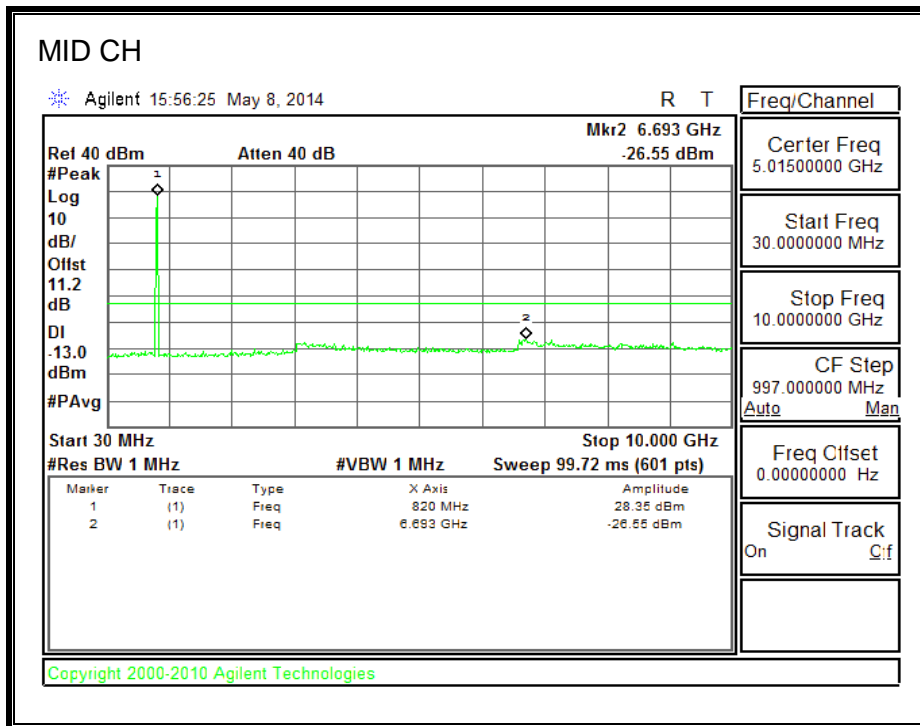 MID CH
Agilent 15:56:25 May 8, 2014
R T
Mkr2 6.693 GHz
Ref 40 dBm Atten 40 dB -26.55 dBm
#Peak
Log
10
dB/
Offst
11.2
dB
DI
-13.0
dBm
#PAvg
1
2
Start 30 MHz Stop 10.000 GHz
#Res BW 1 MHz #VBW 1 MHz Sweep 99.72 ms (601 pts)
Marker Trace Type X Axis Amplitude
1 (1) Freq 820 MHz 28.35 dBm
2 (1) Freq 6.693 GHz -26.55 dBm
Copyright 2000-2010 Agilent Technologies
Freq/Channel
Center Freq
5.01500000 GHz
Start Freq
30.0000000 MHz
Stop Freq
10.0000000 GHz
CF Step
997.000000 MHz
Auto Man
Freq Offset
0.00000000 Hz
Signal Track
On Off